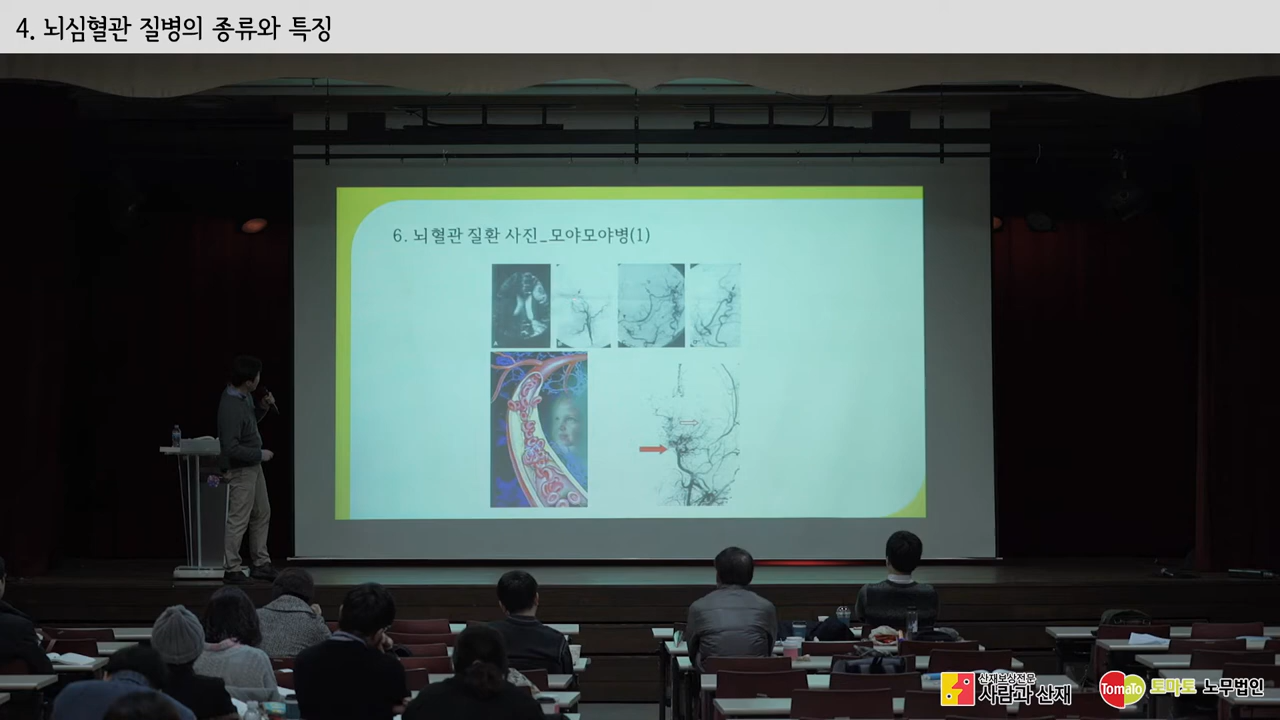 4. 뇌심혈관 질병의 종류와 특징
6. 뇌혈관 질환 사진_모야모야병(1)
A
산재보상전문
사람과 산재
TomaTo 토마토 노무법인